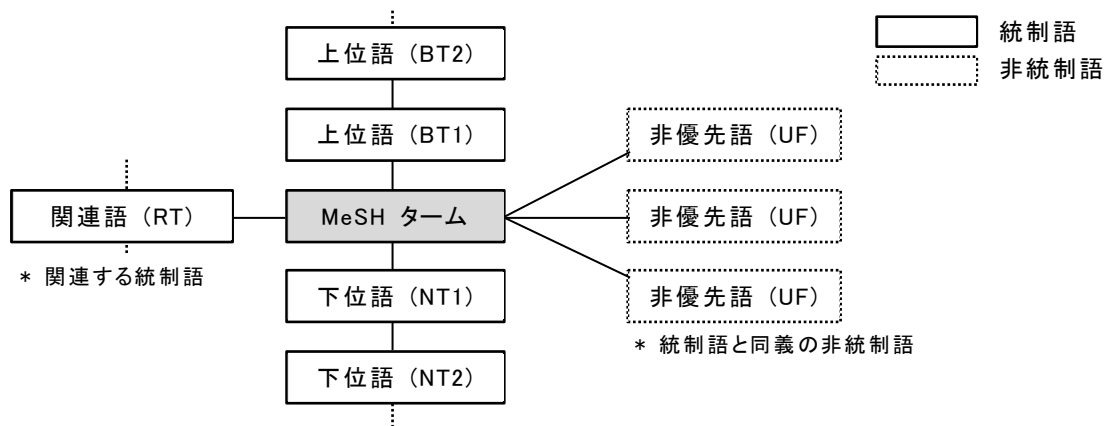 上位語 (BT2)
統制語
非統制語
上位語 (BT1)
非優先語 (UF)
関連語 (RT)
MeSH ターム
非優先語 (UF)
* 関連する統制語
下位語 (NT1)
非優先語 (UF)
* 統制語と同義の非統制語
下位語 (NT2)